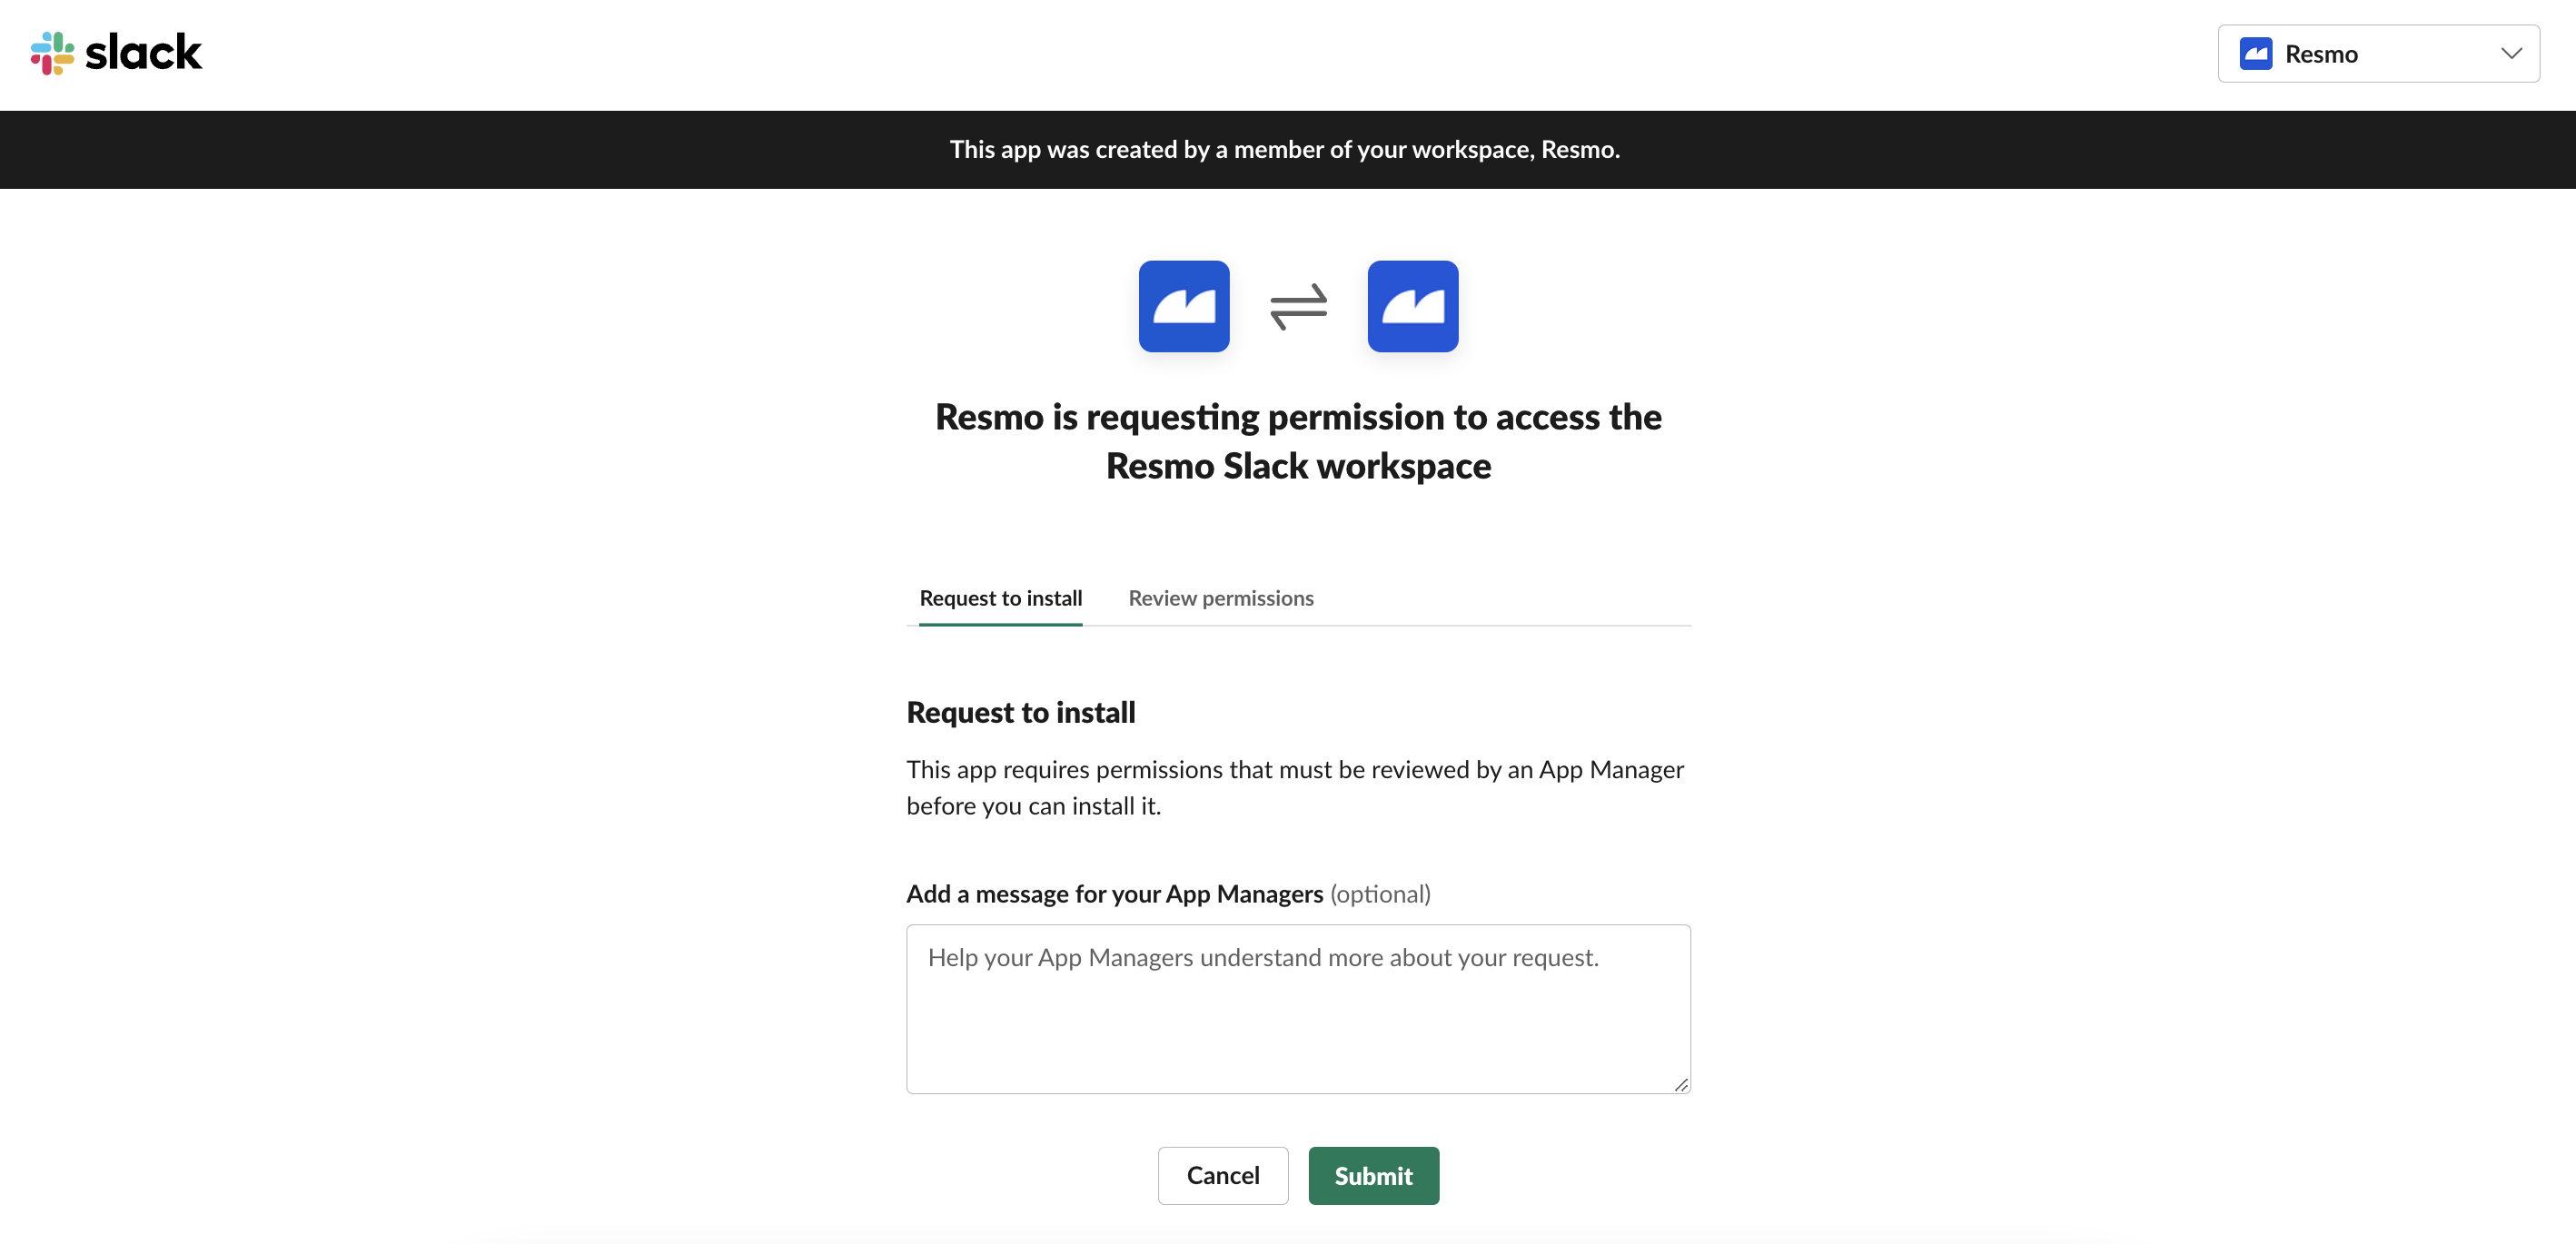 slack
Resmo
This app was created by a member of your workspace, Resmo.
Resmo is requesting permission to access the
Resmo Slack workspace
Request to install
Review permissions
Request to install
This app requires permissions that must be reviewed by an App Manager
before you can install it.
Add a message for your App Managers (optional)
Help your App Managers understand more about your request.
Cancel
Submit